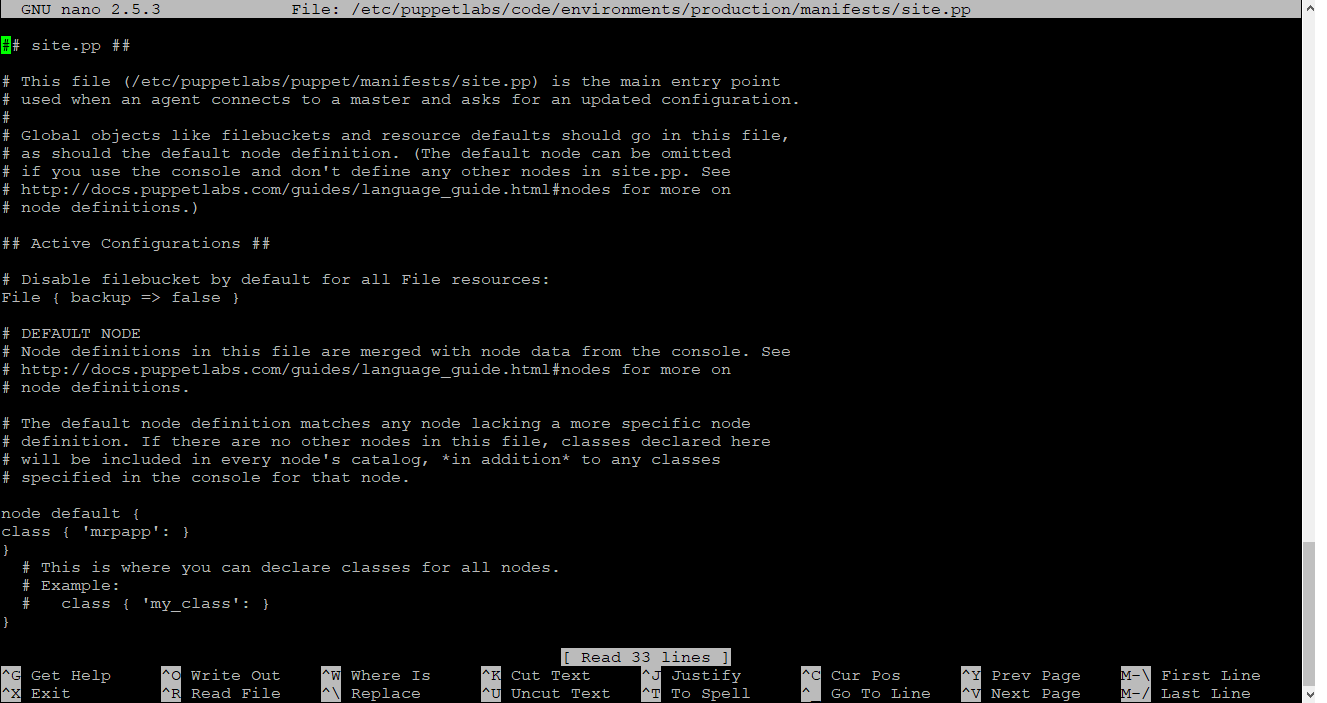 GNU nano 2.5.3 File: /etc/puppetlabs/code/environments/production/manifests/site.pp
## site.pp ##
# This file (/etc/puppetlabs/puppet/manifests/site.pp) is the main entry point
# used when an agent connects to a master and asks for an updated configuration.
#
# Global objects like filebuckets and resource defaults should go in this file,
# as should the default node definition. (The default node can be omitted
# if you use the console and don't define any other nodes in site.pp. See
# http://docs.puppetlabs.com/guides/language_guide.html#nodes for more on
# node definitions.)
## Active Configurations ##
# Disable filebucket by default for all File resources:
File { backup => false }
# DEFAULT NODE
# Node definitions in this file are merged with node data from the console. See
# http://docs.puppetlabs.com/guides/language_guide.html#nodes for more on
# node definitions.
# The default node definition matches any node lacking a more specific node
# definition. If there are no other nodes in this file, classes declared here
# will be included in every node's catalog, *in addition* to any classes
# specified in the console for that node.
node default {
class { 'mrpapp': }
}
# This is where you can declare classes for all nodes.
# Example:
#   class { 'my_class': }
}
[ Read 33 lines ]
^G Get Help ^O Write Out ^W Where Is ^K Cut Text ^J Justify ^C Cur Pos ^Y Prev Page M-\ First Line
^X Exit ^R Read File ^\ Replace ^U Uncut Text ^T To Spell ^_ Go To Line ^V Next Page M-/ Last Line